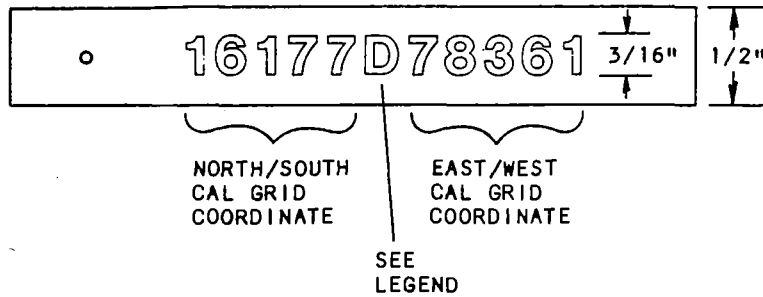 16177D78361
3/16"
1/2"
NORTH/SOUTH
CAL GRID
COORDINATE
EAST/WEST
CAL GRID
COORDINATE
SEE
LEGEND